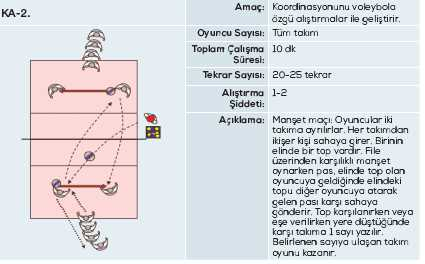 KA-2.
Amaç: Koordinasyonunu voleybola
özgü alıştırmalar ile geliştirir.
Oyuncu Sayısı: Tüm takım
Toplam Çalışma 10 dk
Süresi:
Tekrar Sayısı: 20-25 tekrar
Alıştırma 1-2
Şiddeti:
Açıklama: Manşet maçı: Oyuncular iki
takıma ayrılırlar. Her takımdan
ikişer kişi sahaya girer. Birinin
elinde bir top vardır. File
üzerinden karşılıklı manşet
oynarken pas, elinde top olan
oyuncuya geldiğinde elindeki
topu diğer oyuncuya atarak
gelen pası karşı sahaya
gönderir. Top karşılanırken veya
eşe verilirken yere düştüğünde
karşı takıma 1 sayı yazılır.
Belirlenen sayıya ulaşan takım
oyunu kazanır.